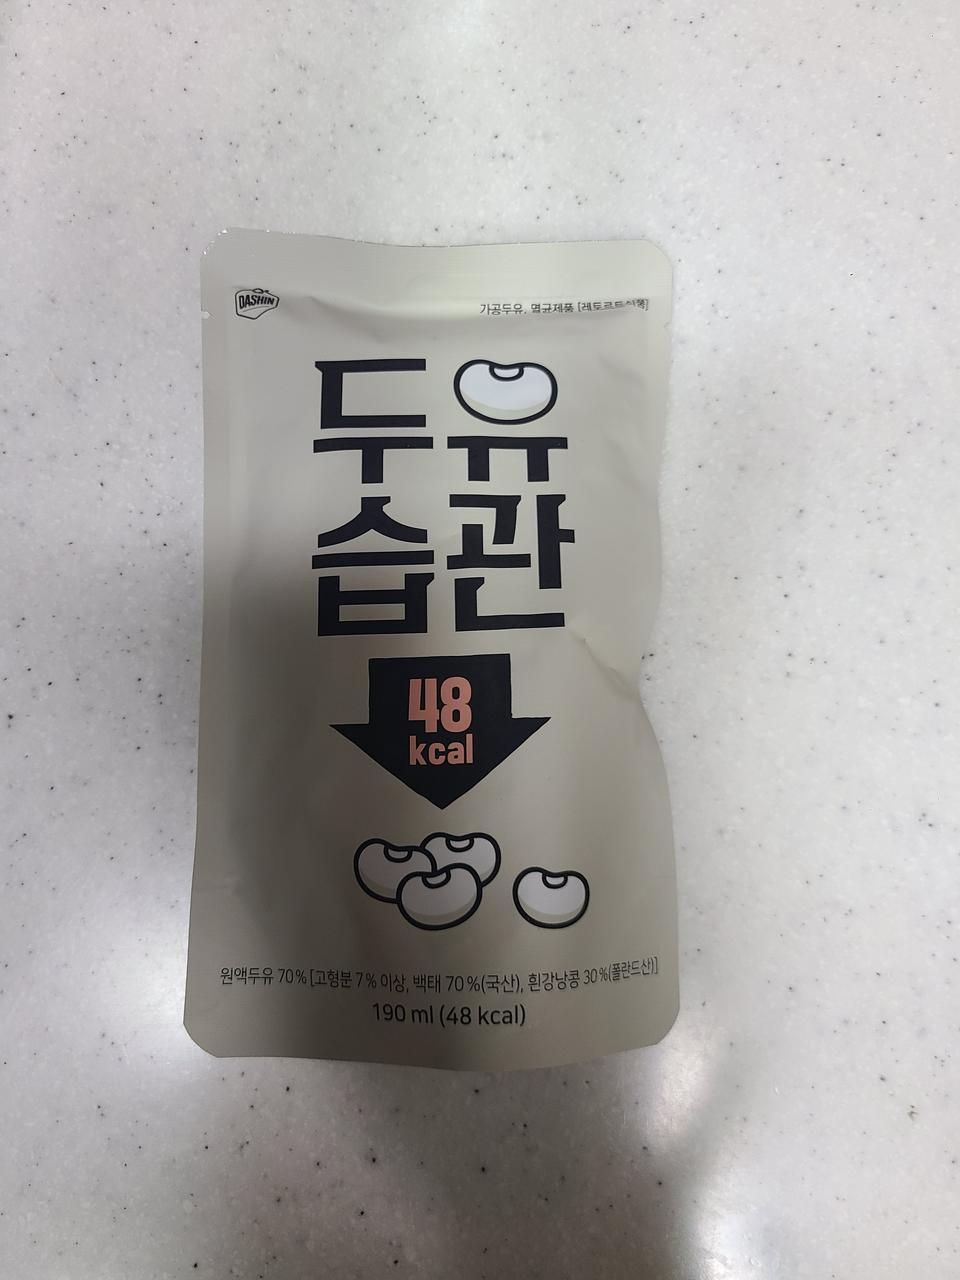 DASHIN
가공두유, 멸균제품 [레토르트식품]
두유
습관
48
kcal
원액두유 70% [고형분 7% 이상, 백태 70%(국산), 흰강낭콩 30%(폴란드산)]
190 ml (48 kcal)